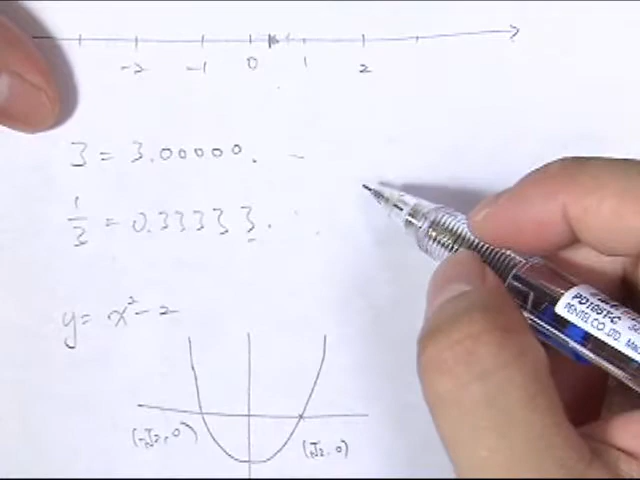 -2 -1 0 1 2
3 = 3.00000. -
1/3 = 0.33333..
y = x² - 2
(-√2, 0) (√2, 0)
PD105T-C
PENTEL CO., LTD.